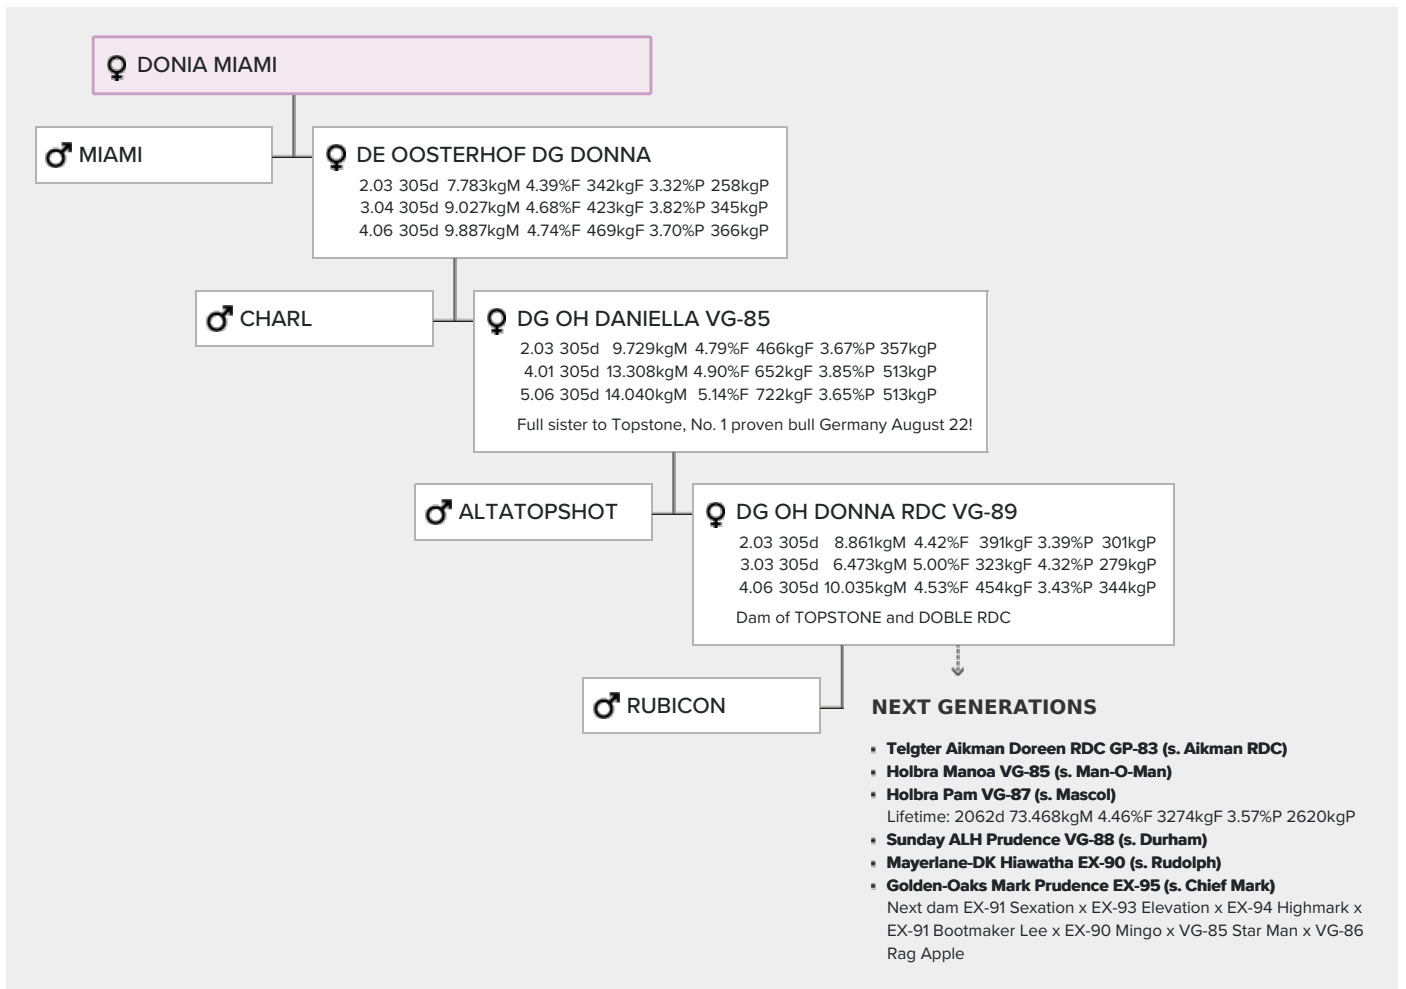 DONIA MIAMI
MIAMI
DE OOSTERHOF DG DONNA
2.03 305d 7.783kgM 4.39%F 342kgF 3.32%P 258kgP
3.04 305d 9.027kgM 4.68%F 423kgF 3.82%P 345kgP
4.06 305d 9.887kgM 4.74%F 469kgF 3.70%P 366kgP
CHARL
DG OH DANIELLA VG-85
2.03 305d 9.729kgM 4.79%F 466kgF 3.67%P 357kgP
4.01 305d 13.308kgM 4.90%F 652kgF 3.85%P 513kgP
5.06 305d 14.040kgM 5.14%F 722kgF 3.65%P 513kgP
Full sister to Topstone, No. 1 proven bull Germany August 22!
ALTATOPSHOT
DG OH DONNA RDC VG-89
2.03 305d 8.861kgM 4.42%F 391kgF 3.39%P 301kgP
3.03 305d 6.473kgM 5.00%F 323kgF 4.32%P 279kgP
4.06 305d 10.035kgM 4.53%F 454kgF 3.43%P 344kgP
Dam of TOPSTONE and DOBLE RDC
RUBICON
NEXT GENERATIONS
Telgter Aikman Doreen RDC GP-83 (s. Aikman RDC)
Holbra Manoa VG-85 (s. Man-O-Man)
Holbra Pam VG-87 (s. Mascol)
Lifetime: 2062d 73.468kgM 4.46%F 3274kgF 3.57%P 2620kgP
Sunday ALH Prudence VG-88 (s. Durham)
Mayerlane-DK Hiawatha EX-90 (s. Rudolph)
Golden-Oaks Mark Prudence EX-95 (s. Chief Mark)
Next dam EX-91 Sexation x EX-93 Elevation x EX-94 Highmark x
EX-91 Bootmaker Lee x EX-90 Mingo x VG-85 Star Man x VG-86
Rag Apple